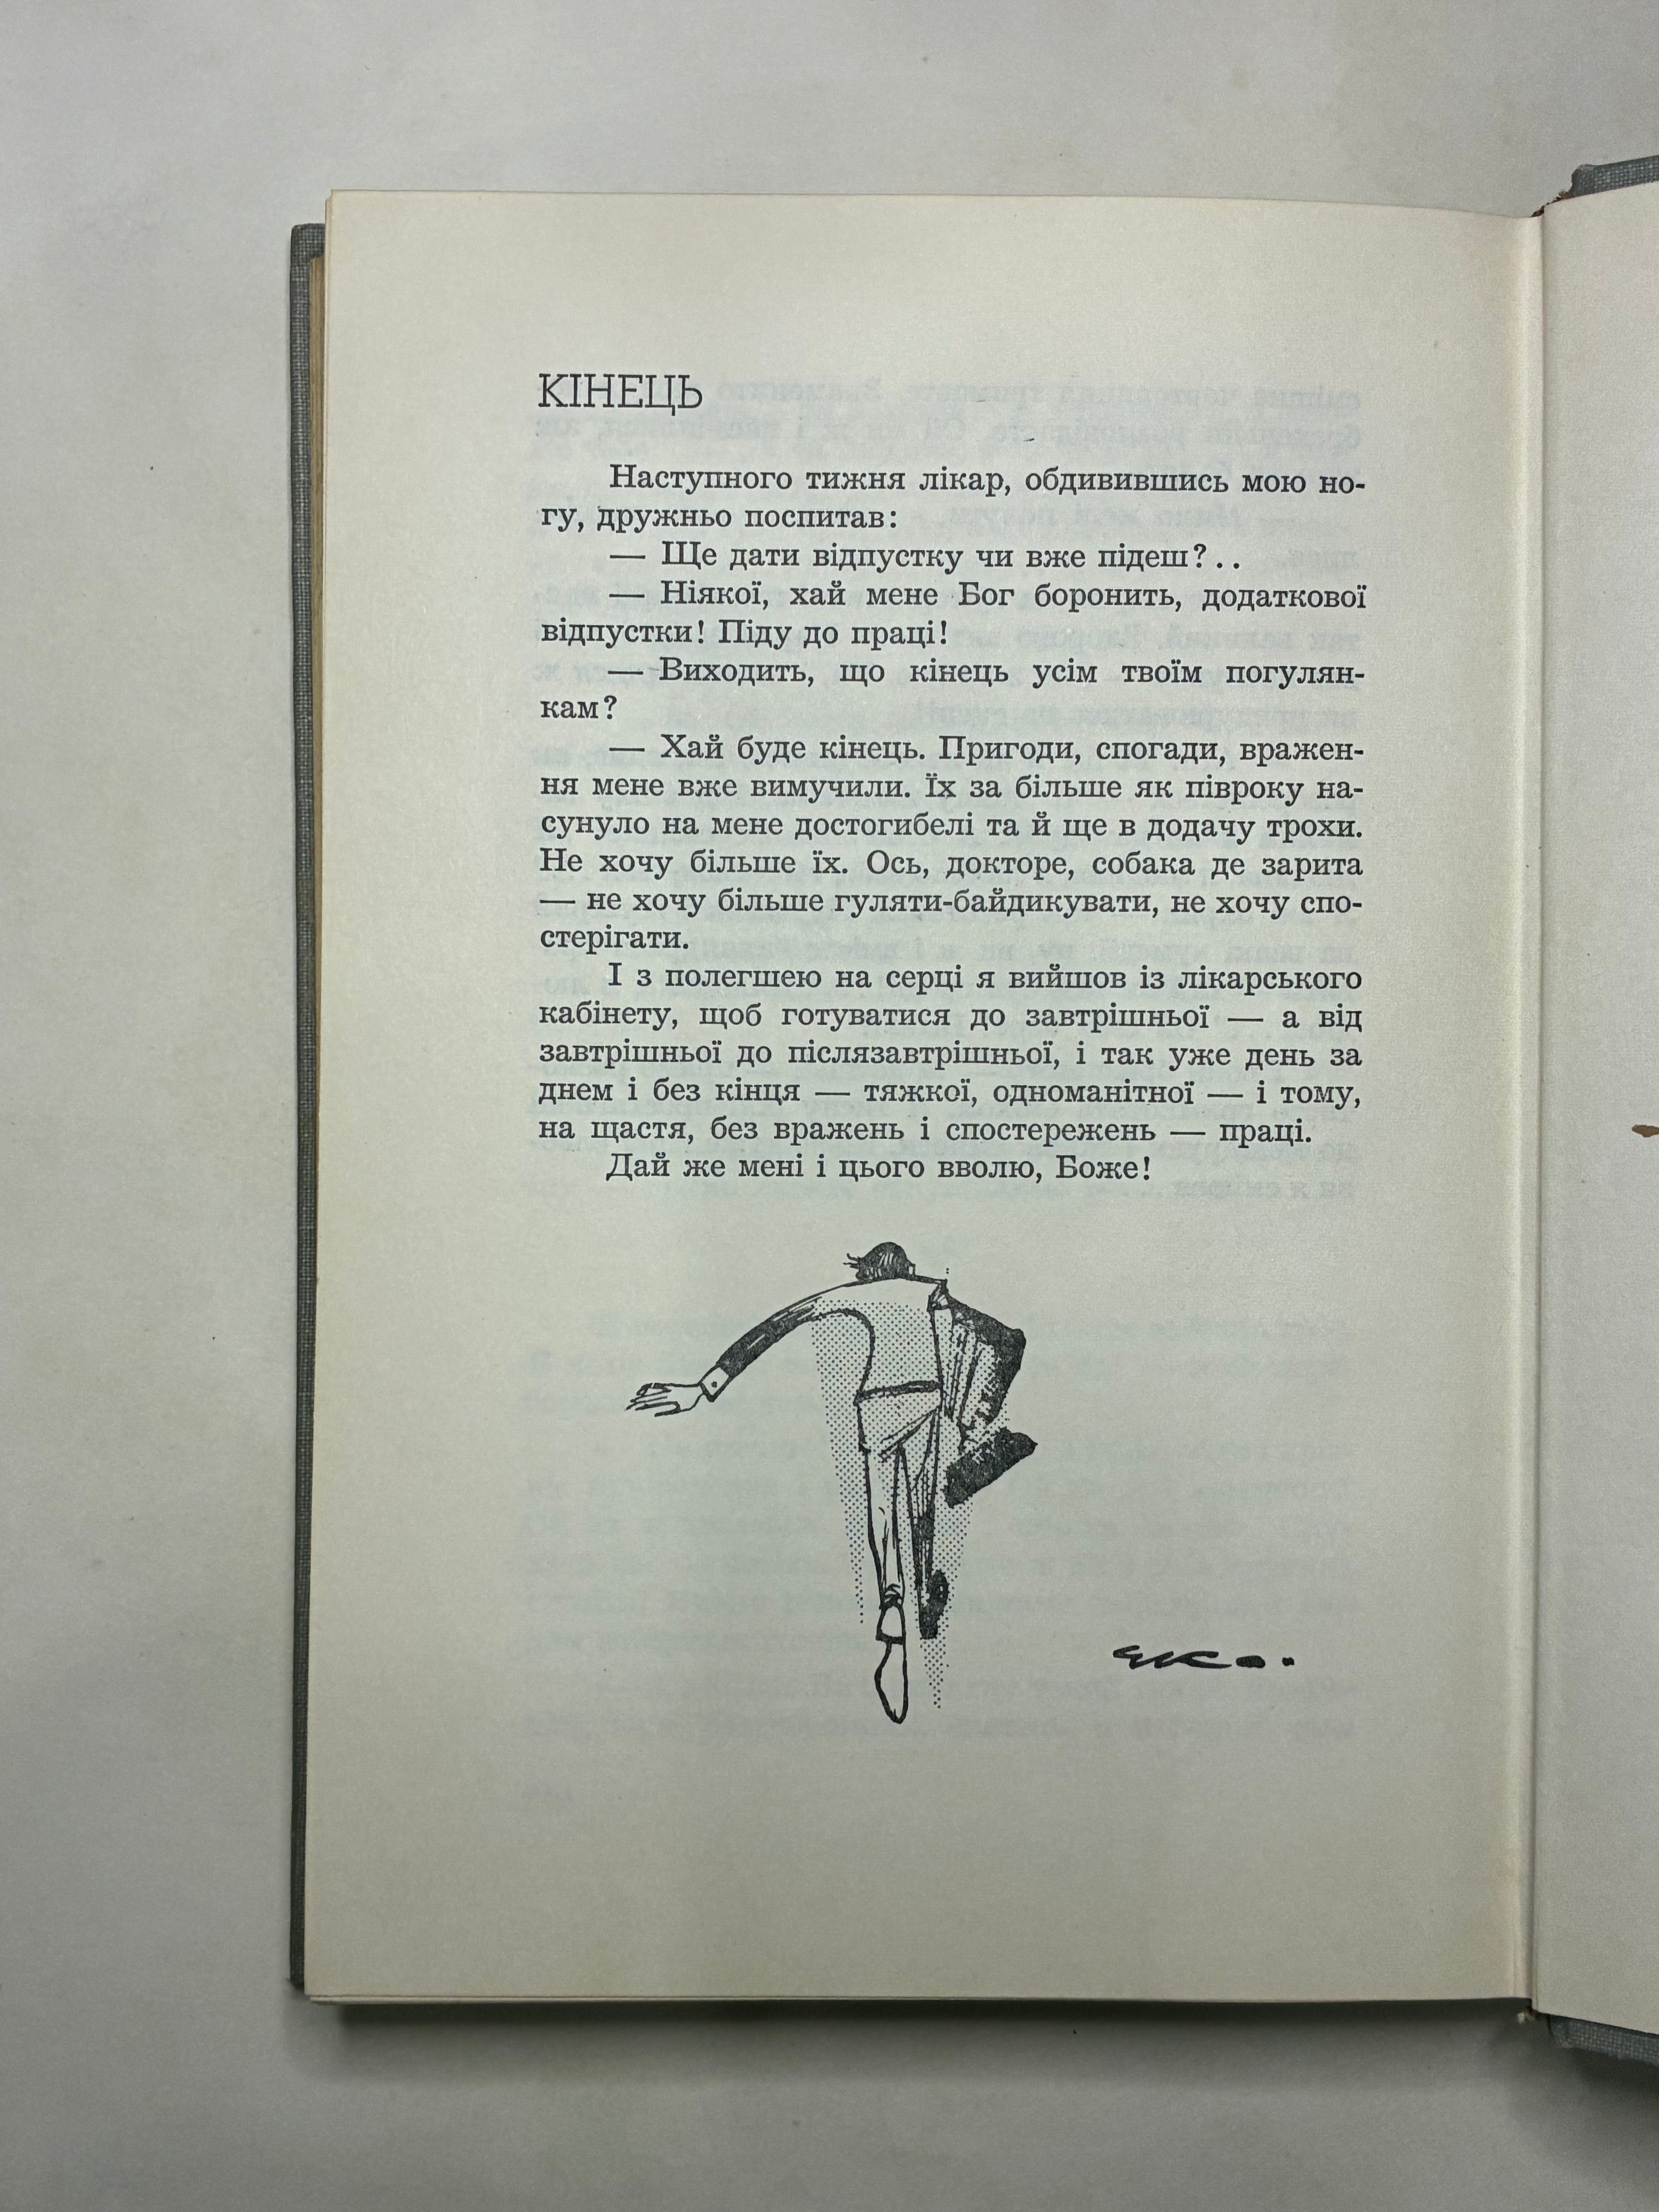 КІНЕЦЬ
Наступного тижня лікар, обдивившись мою но-
гу, дружньо поспитав:
— Ще дати відпустку чи вже підеш?..
— Ніякої, хай мене Бог боронить, додаткової
відпустки! Піду до праці!
— Виходить, що кінець усім твоїм погулян-
кам?
— Хай буде кінець. Пригоди, спогади, вражен-
ня мене вже вимучили. Їх за більше як півроку на-
сунуло на мене достогибелі та й ще в додачу трохи.
Не хочу більше їх. Ось, докторе, собака де зарита
— не хочу більше гуляти-байдикувати, не хочу спо-
стерігати.
І з полегшею на серці я вийшов із лікарського
кабінету, щоб готуватися до завтрішньої — а від
завтрішньої до післязавтрішньої, і так уже день за
днем і без кінця — тяжкої, одноманітної — і тому,
на щастя, без вражень і спостережень — праці.
Дай же мені і цього вволю, Боже!